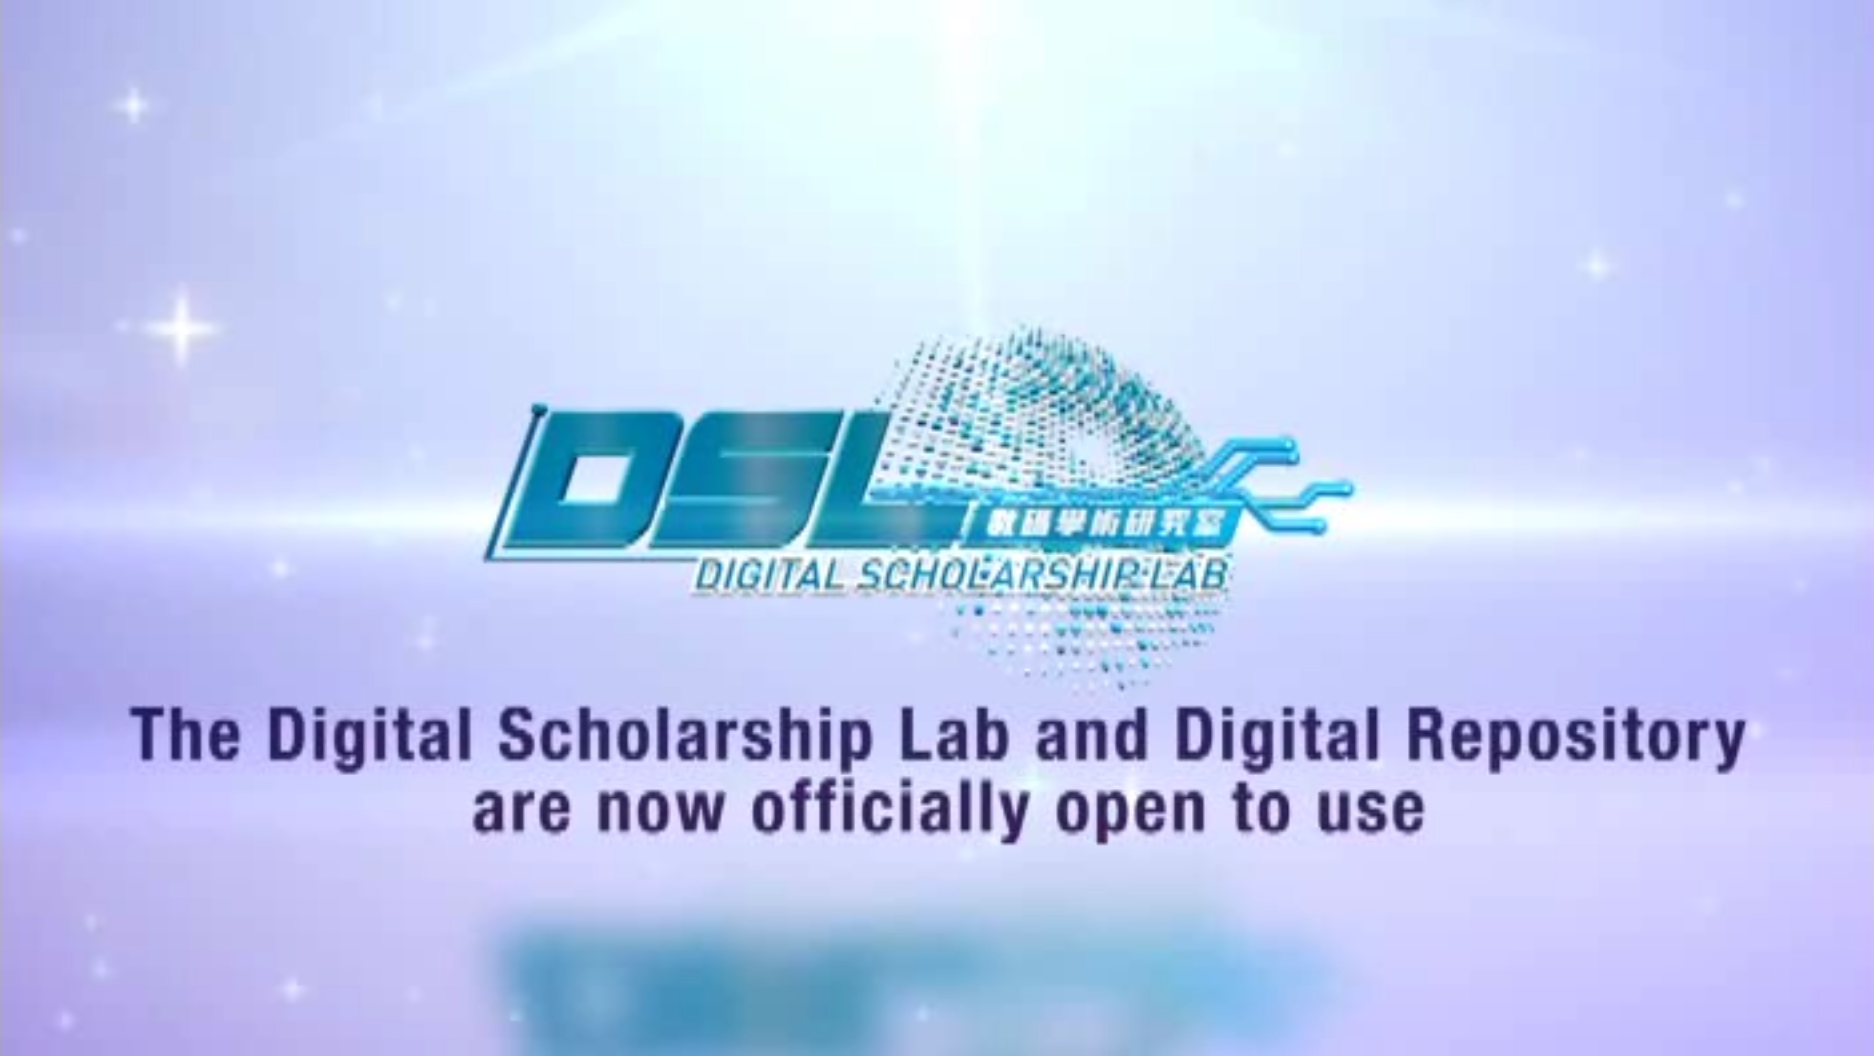 DSL
數碼學術研究室
DIGITAL SCHOLARSHIP LAB
The Digital Scholarship Lab and Digital Repository
are now officially open to use